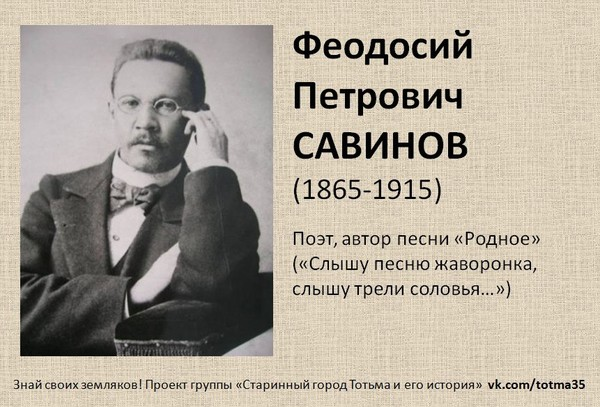 Феодосий
Петрович
САВИНОВ
(1865-1915)
Поэт, автор песни «Родное»
(«Слышу песню жаворонка,
слышу трели соловья…»)
Знай своих земляков! Проект группы «Старинный город Тотьма и его история» vk.com/totma35